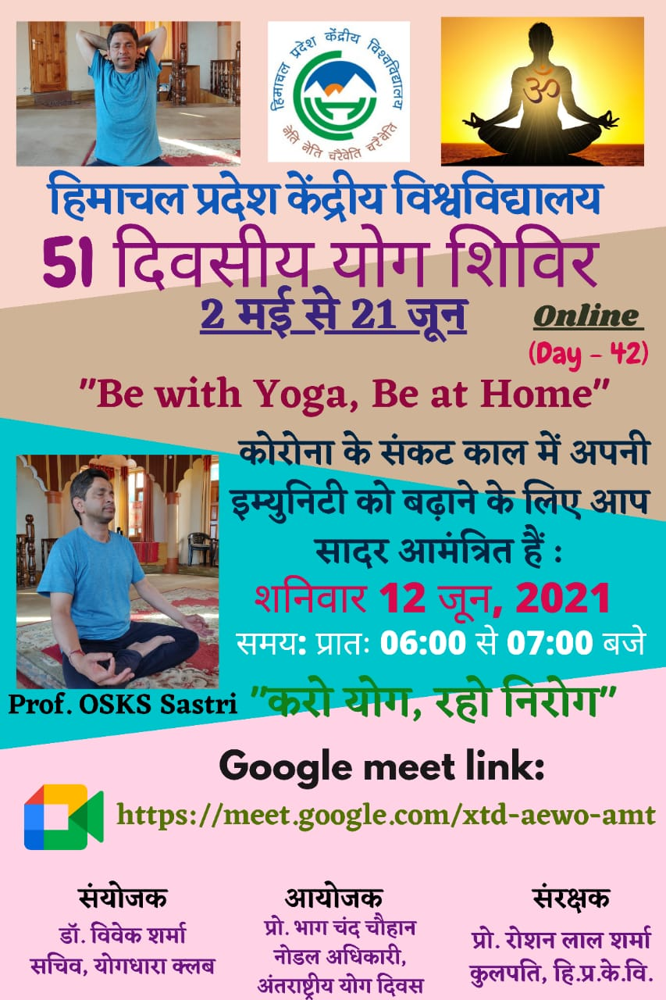 हिमाचल प्रदेश केंद्रीय विश्वविद्यालय
नेति नेति चरैवेति चरैवेति
ॐ
हिमाचल प्रदेश केंद्रीय विश्वविद्यालय
51 दिवसीय योग शिविर
2 मई से 21 जून
Online
(Day - 42)
"Be with Yoga, Be at Home"
कोरोना के संकट काल में अपनी
इम्युनिटी को बढ़ाने के लिए आप
सादर आमंत्रित हैं :
शनिवार 12 जून, 2021
समय: प्रातः 06:00 से 07:00 बजे
Prof. OSKS Sastri
"करो योग, रहो निरोग"
Google meet link:
https://meet.google.com/xtd-aewo-amt
संयोजक
डॉ. विवेक शर्मा
सचिव, योगधारा क्लब
आयोजक
प्रो. भाग चंद चौहान
नोडल अधिकारी,
अंतराष्ट्रीय योग दिवस
संरक्षक
प्रो. रोशन लाल शर्मा
कुलपति, हि.प्र.के.वि.